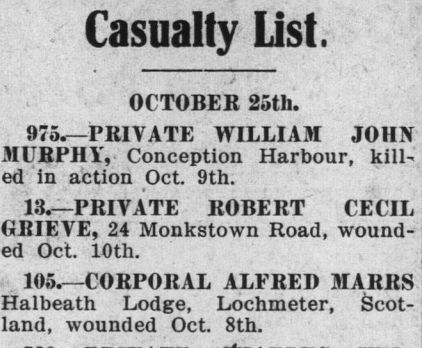 Casualty List.
OCTOBER 25th.
975.—PRIVATE WILLIAM JOHN
MURPHY, Conception Harbour, kill-
ed in action Oct. 9th.
13.—PRIVATE ROBERT CECIL
GRIEVE, 24 Monkstown Road, wound-
ed Oct. 10th.
105.—CORPORAL ALFRED MARRS
Halbeath Lodge, Lochmeter, Scot-
land, wounded Oct. 8th.